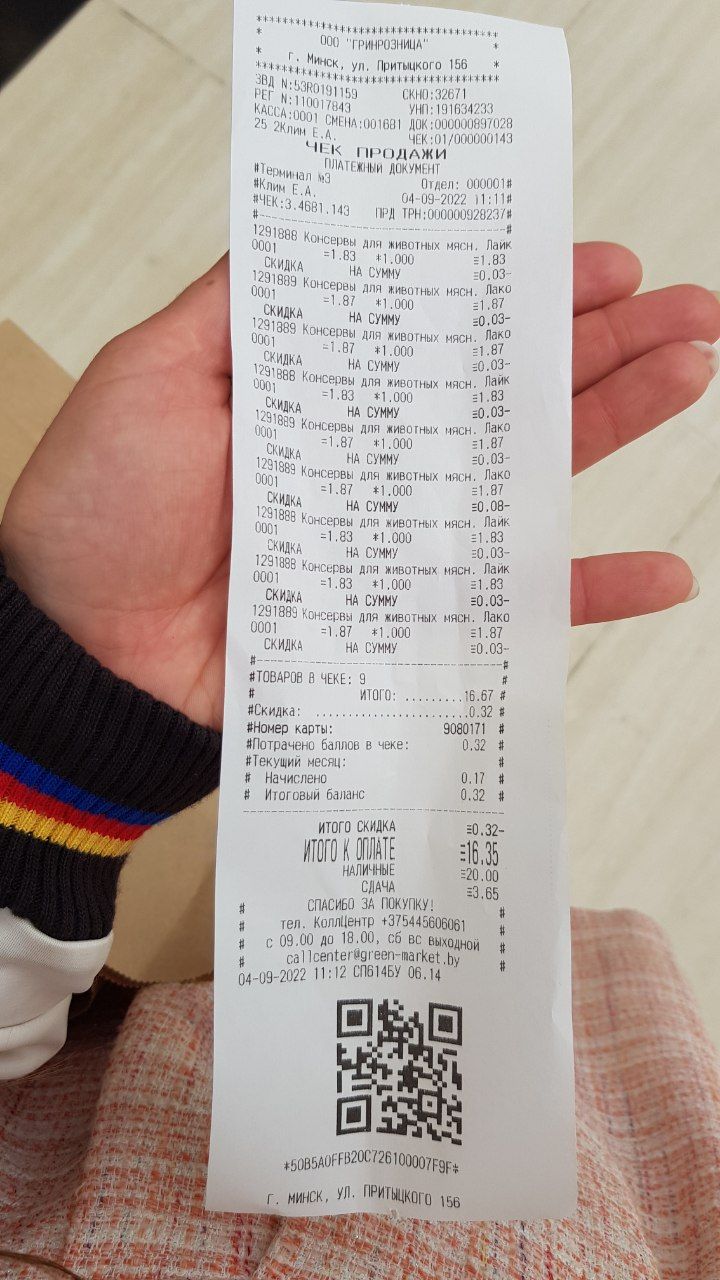 ***************************************
* ООО "ГРИНРОЗНИЦА" *
* г. Минск, ул. Притыцкого 156 *
***************************************
ЗВД N:53R0191159 СКНО:32671
РЕГ N:110017843 УНП:191634233
КАССА:0001 СМЕНА:001681 ДОК:000000897028
25 2Клим Е.А. ЧЕК:01/000000143
ЧЕК ПРОДАЖИ
ПЛАТЕЖНЫЙ ДОКУМЕНТ
#Терминал №3 Отдел: 000001#
#Клим Е.А. 04-09-2022 11:11#
#ЧЕК:3.4681.143 ПРД ТРН:000000928237#
#--------------------------------------#
1291888 Консервы для животных мясн. Лайк
0001 =1.83 *1.000 ≡1.83
СКИДКА НА СУММУ ≡0.03-
1291889 Консервы для животных мясн. Лако
0001 =1.87 *1.000 ≡1.87
СКИДКА НА СУММУ ≡0.03-
1291889 Консервы для животных мясн. Лако
0001 =1.87 *1.000 ≡1.87
СКИДКА НА СУММУ ≡0.03-
1291888 Консервы для животных мясн. Лайк
0001 =1.83 *1.000 ≡1.83
СКИДКА НА СУММУ ≡0.03-
1291889 Консервы для животных мясн. Лако
0001 =1.87 *1.000 ≡1.87
СКИДКА НА СУММУ ≡0.03-
1291889 Консервы для животных мясн. Лако
0001 =1.87 *1.000 ≡1.87
СКИДКА НА СУММУ ≡0.08-
1291888 Консервы для животных мясн. Лайк
0001 =1.83 *1.000 ≡1.83
СКИДКА НА СУММУ ≡0.03-
1291888 Консервы для животных мясн. Лайк
0001 =1.83 *1.000 ≡1.83
СКИДКА НА СУММУ ≡0.03-
1291889 Консервы для животных мясн. Лако
0001 =1.87 *1.000 ≡1.87
СКИДКА НА СУММУ ≡0.03-
#--------------------------------------#
#ТОВАРОВ В ЧЕКЕ: 9 #
# ИТОГО: .........16.67 #
#Скидка: .......................0.32 #
#Номер карты: 9080171 #
#Потрачено баллов в чеке: 0.32 #
#Текущий месяц: #
# Начислено 0.17 #
# Итоговый баланс 0.32 #
----------------------------------------
ИТОГО СКИДКА ≡0.32-
ИТОГО К ОПЛАТЕ ≡16.35
НАЛИЧНЫЕ ≡20.00
СДАЧА ≡3.65
# СПАСИБО ЗА ПОКУПКУ! #
# тел. КоллЦентр +375445606061 #
# с 09.00 до 18.00, сб вс выходной #
# callcenter@green-market.by #
04-09-2022 11:12 СП614БУ 06.14
*50B5A0FFB20C726100007F9F*
Г. МИНСК, УЛ. ПРИТЫЦКОГО 156